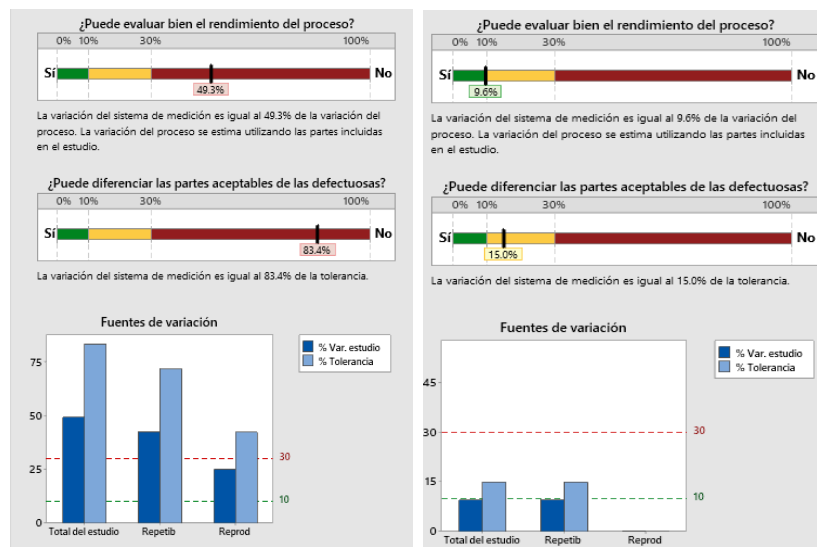 ¿Puede evaluar bien el rendimiento del proceso?
0% 10% 30% 100%
Sí No
49.3%
La variación del sistema de medición es igual al 49.3% de la variación del
proceso. La variación del proceso se estima utilizando las partes incluidas
en el estudio.
¿Puede diferenciar las partes aceptables de las defectuosas?
0% 10% 30% 100%
Sí No
83.4%
La variación del sistema de medición es igual al 83.4% de la tolerancia.
Fuentes de variación
% Var. estudio
% Tolerancia
75
50
30
25
10
0
Total del estudio Repetib Reprod
¿Puede evaluar bien el rendimiento del proceso?
0% 10% 30% 100%
Sí No
9.6%
La variación del sistema de medición es igual al 9.6% de la variación del
proceso. La variación del proceso se estima utilizando las partes incluidas
en el estudio.
¿Puede diferenciar las partes aceptables de las defectuosas?
0% 10% 30% 100%
Sí No
15.0%
La variación del sistema de medición es igual al 15.0% de la tolerancia.
Fuentes de variación
% Var. estudio
% Tolerancia
45
30 30
15
10
0
Total del estudio Repetib Reprod